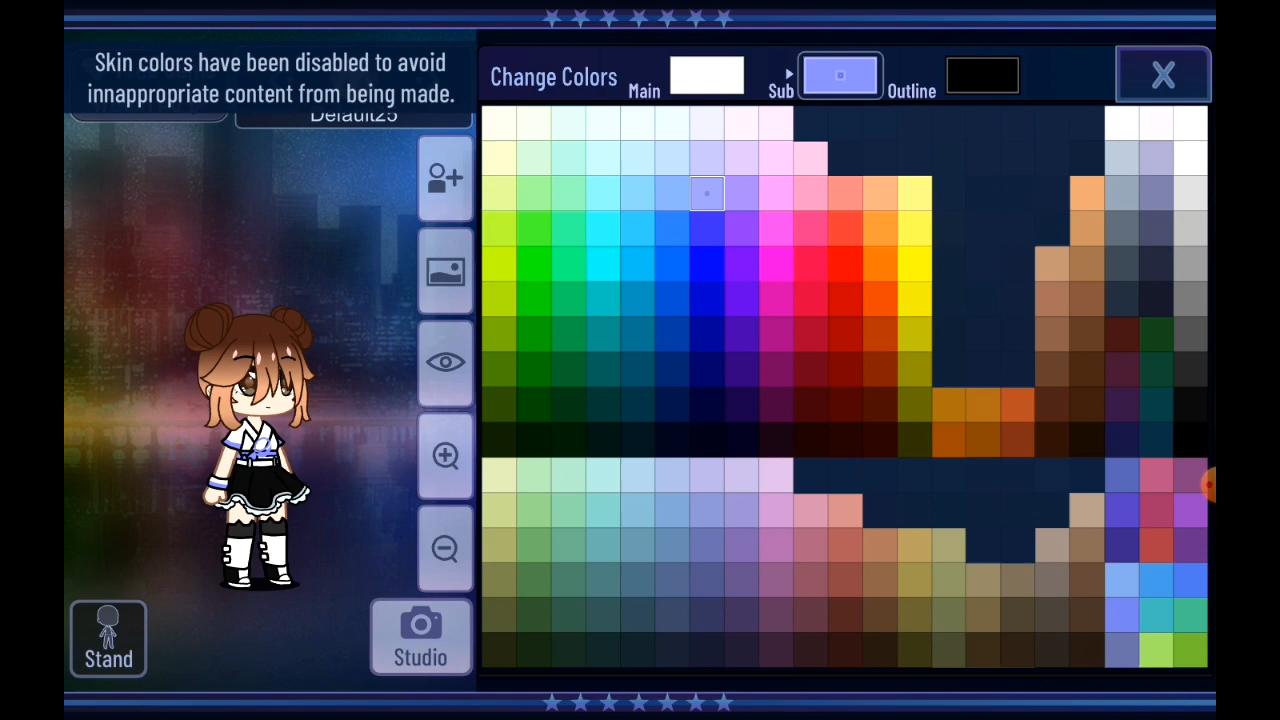 Skin colors have been disabled to avoid
innappropriate content from being made.
Default25
Change Colors
Main
Sub
Outline
X
Stand
Studio